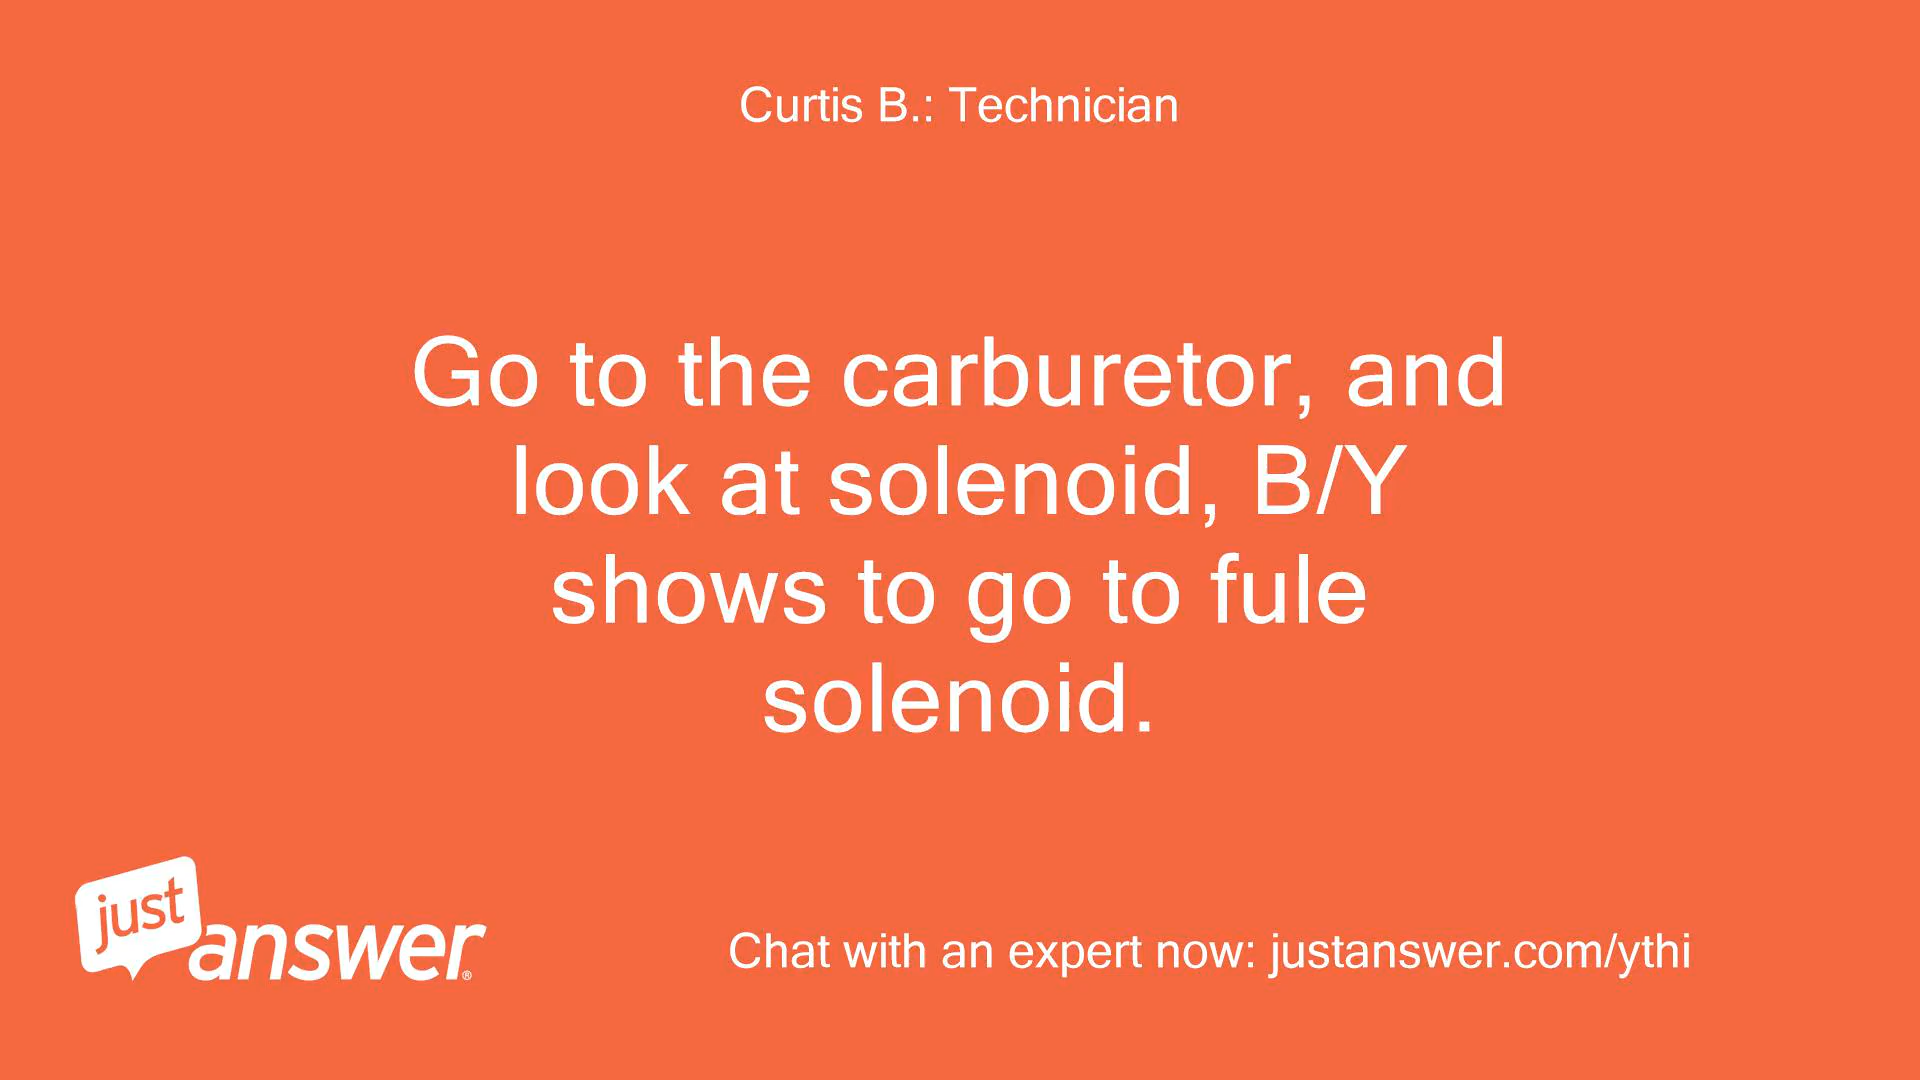 Curtis B.: Technician
Go to the carburetor, and
look at solenoid, B/Y
shows to go to fule
solenoid.
just
answer®
Chat with an expert now: justanswer.com/ythi